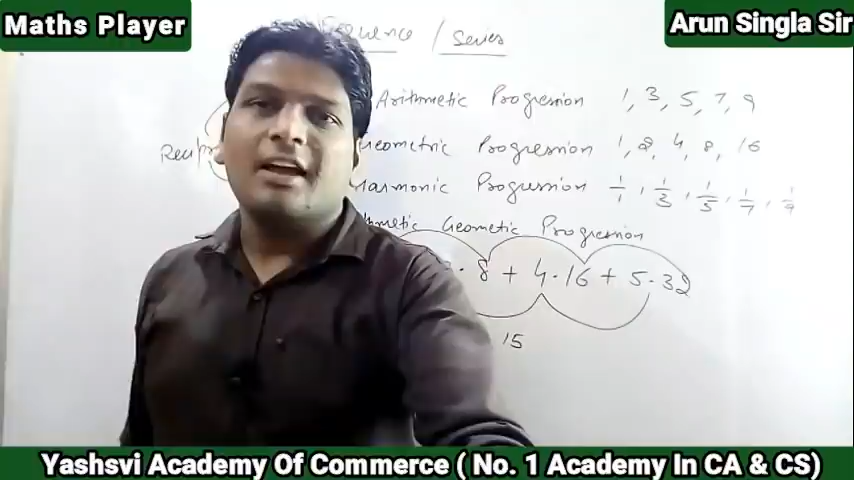 Maths Player
Arun Singla Sir
/ Series
Arithmetic Progression 1, 3, 5, 7, 9
Geometric Progression 1, 2, 4, 8, 16
Harmonic Progression 1/1, 1/3, 1/5, 1/7, 1/9
Geometic Progression
· 8 + 4·16 + 5·32
15
Yashsvi Academy Of Commerce ( No. 1 Academy In CA & CS)